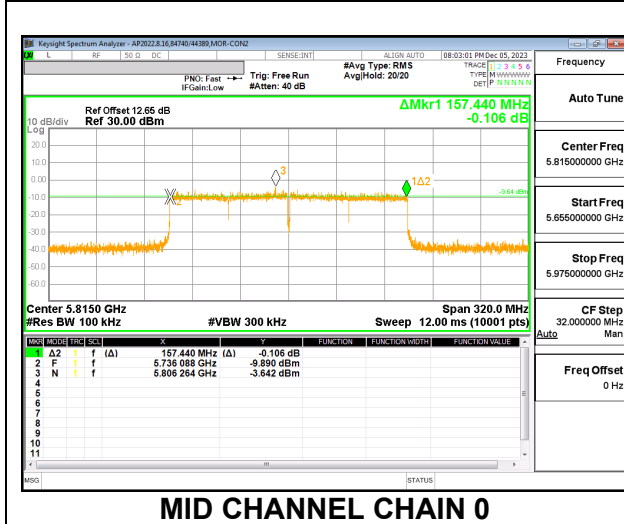 Keysight Spectrum Analyzer - AP2022.8.16,84740/44389,MOR-CON2
L RF 50 Ω DC SENSE:INT ALIGN AUTO 08:03:01 PM Dec 05, 2023
#Avg Type: RMS TRACE 1 2 3 4 5 6
PNO: Fast Trig: Free Run Avg|Hold: 20/20 TYPE M WWWWW
IFGain:Low #Atten: 40 dB DET P N N N N N
ΔMkr1 157.440 MHz
-0.106 dB
Ref Offset 12.65 dB
10 dB/div Ref 30.00 dBm
Log
20.0
10.0
0.00
-10.0
-20.0
-30.0
-40.0
-50.0
-60.0
3
1Δ2
2
-9.64 dBm
Center 5.8150 GHz Span 320.0 MHz
#Res BW 100 kHz #VBW 300 kHz Sweep 12.00 ms (10001 pts)
MKR MODE TRC SCL X Y FUNCTION FUNCTION WIDTH FUNCTION VALUE
1 Δ2 1 f (Δ) 157.440 MHz (Δ) -0.106 dB
2 F 1 f 5.736 088 GHz -9.890 dBm
3 N 1 f 5.806 264 GHz -3.642 dBm
4
5
6
7
8
9
10
11
MSG STATUS
Frequency
Auto Tune
Center Freq
5.815000000 GHz
Start Freq
5.655000000 GHz
Stop Freq
5.975000000 GHz
CF Step
32.000000 MHz
Auto Man
Freq Offset
0 Hz
MID CHANNEL CHAIN 0